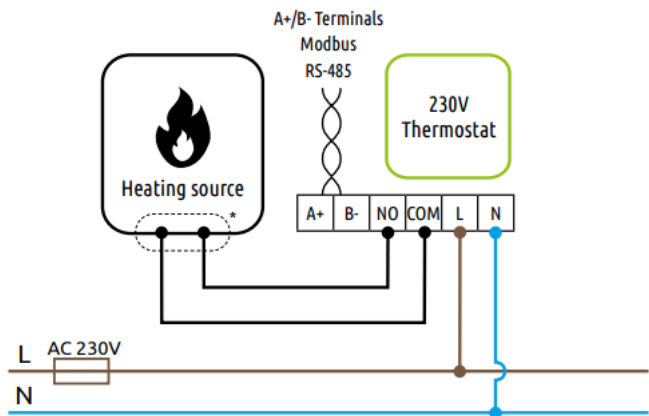 A+/B- Terminals
Modbus
RS-485
230V
Thermostat
Heating source
*
A+ B- NO COM L N
L AC 230V
N